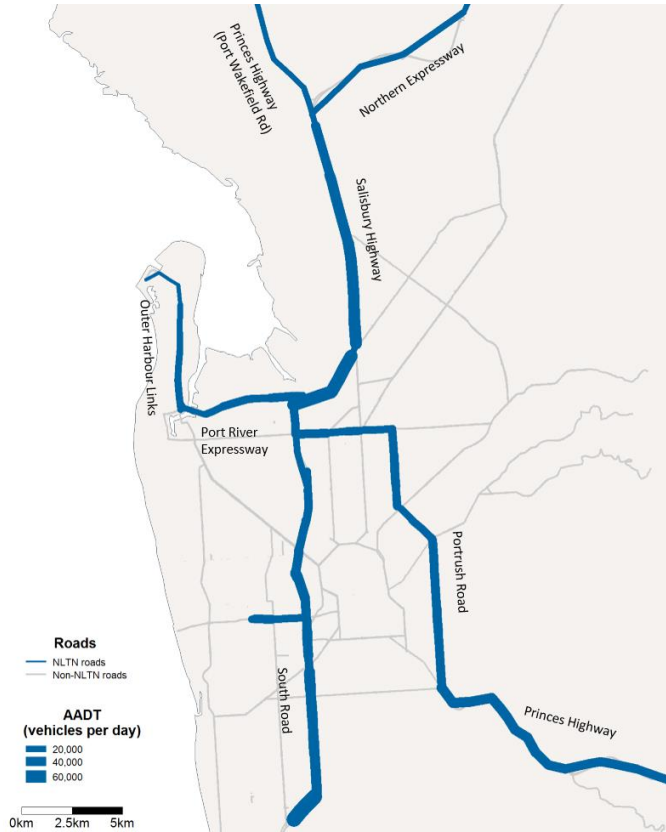 Princes Highway
(Port Wakefield Rd)
Northern Expressway
Salisbury Highway
Outer Harbour Links
Port River
Expressway
Portrush Road
South Road
Princes Highway
Roads
NLTN roads
Non-NLTN roads
AADT
(vehicles per day)
20,000
40,000
60,000
0km 2.5km 5km